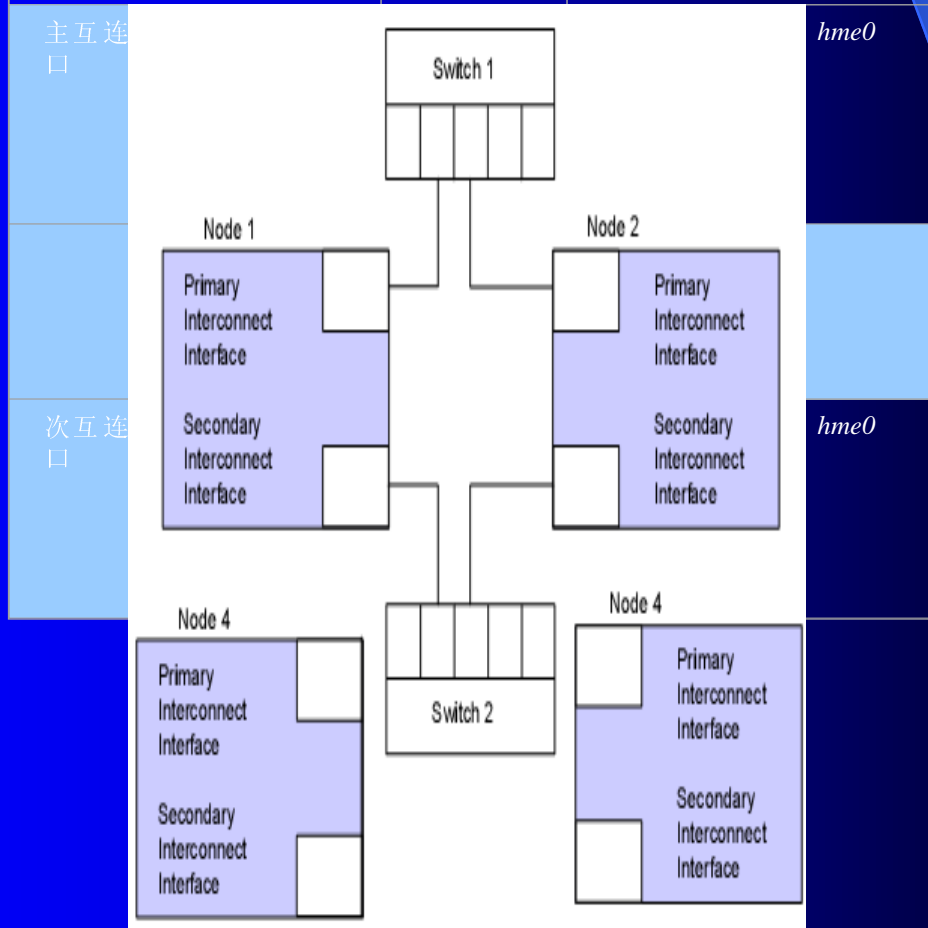 主互连
口
hme0
Switch 1
Node 1
Node 2
Primary
Interconnect
Interface
Secondary
Interconnect
Interface
Primary
Interconnect
Interface
Secondary
Interconnect
Interface
次互连
口
hme0
Node 4
Node 4
Switch 2
Primary
Interconnect
Interface
Secondary
Interconnect
Interface
Primary
Interconnect
Interface
Secondary
Interconnect
Interface